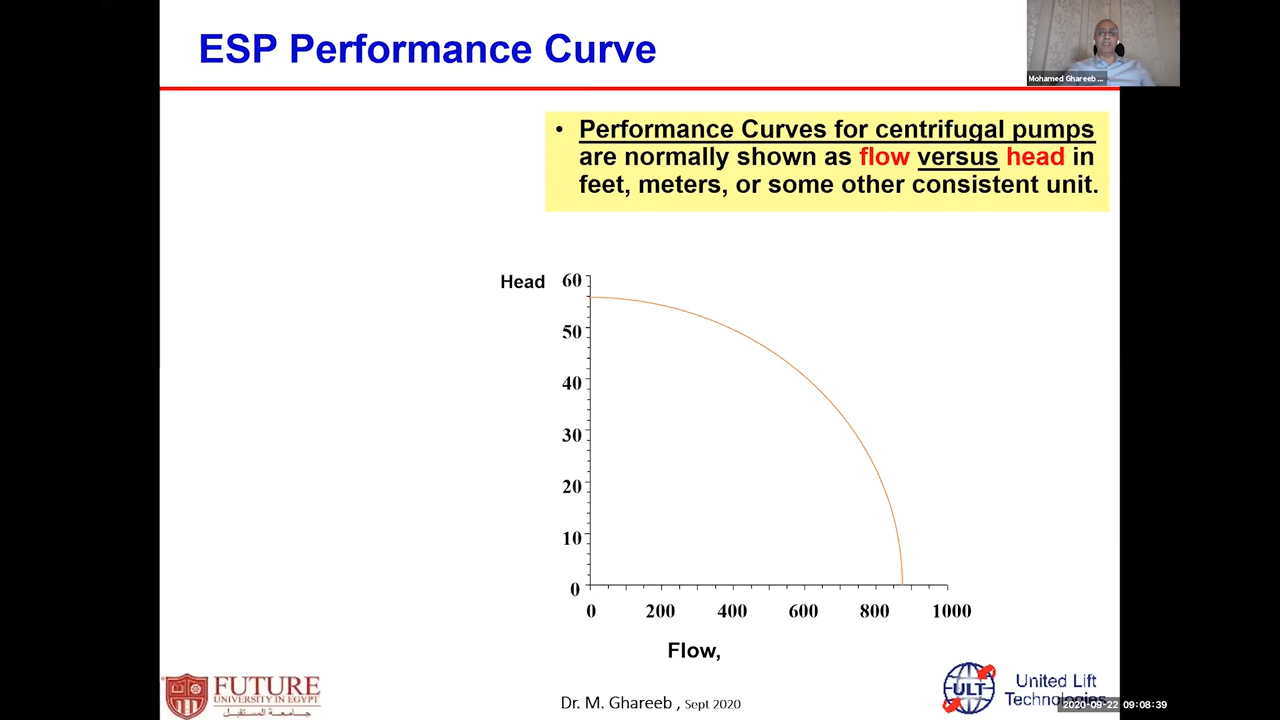 ESP Performance Curve
Mohamed Ghareeb ...
• Performance Curves for centrifugal pumps
are normally shown as flow versus head in
feet, meters, or some other consistent unit.
Head
60
50
40
30
20
10
0
0 200 400 600 800 1000
Flow,
FUTURE
UNIVERSITY IN EGYPT
جامعة المستقبل
Dr. M. Ghareeb , Sept 2020
ULT
United Lift
Technologies
2020-09-22 09:08:39